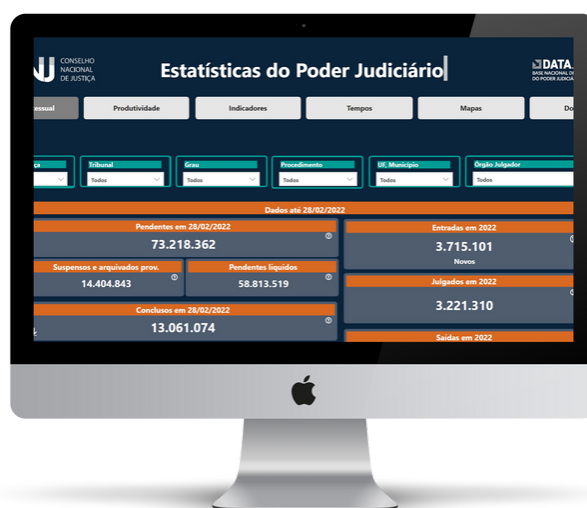 CONSELHO
NACIONAL
DE JUSTIÇA
Estatísticas do Poder Judiciário
DATA
BASE NACIONAL DE
DO PODER JUDICIÁ
essual Produtividade Indicadores Tempos Mapas Do
ça Tribunal Grau Procedimento UF, Município Órgão Julgador
Todos Todos Todos Todos Todos
Dados até 28/02/2022
Pendentes em 28/02/2022
73.218.362
Entradas em 2022
3.715.101
Novos
Suspensos e arquivados prov.
14.404.843
Pendentes líquidos
58.813.519
Julgados em 2022
3.221.310
Conclusos em 28/02/2022
13.061.074
Saídas em 2022